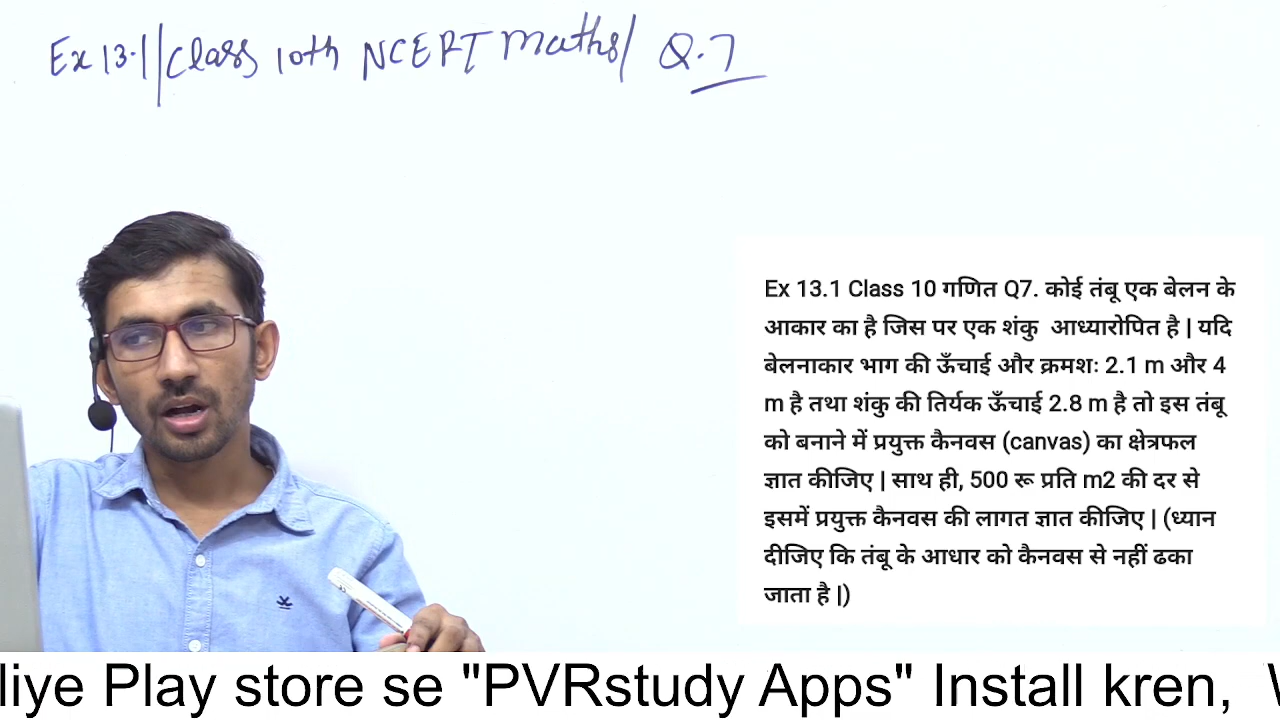 Ex 13.1 | Class 10th NCERT Maths | Q.7
Ex 13.1 Class 10 गणित Q7. कोई तंबू एक बेलन के
आकार का है जिस पर एक शंकु आध्यारोपित है | यदि
बेलनाकार भाग की ऊँचाई और क्रमशः 2.1 m और 4
m है तथा शंकु की तिर्यक ऊँचाई 2.8 m है तो इस तंबू
को बनाने में प्रयुक्त कैनवस (canvas) का क्षेत्रफल
ज्ञात कीजिए | साथ ही, 500 रू प्रति m2 की दर से
इसमें प्रयुक्त कैनवस की लागत ज्ञात कीजिए | (ध्यान
दीजिए कि तंबू के आधार को कैनवस से नहीं ढका
जाता है |)
liye Play store se "PVRstudy Apps" Install kren,